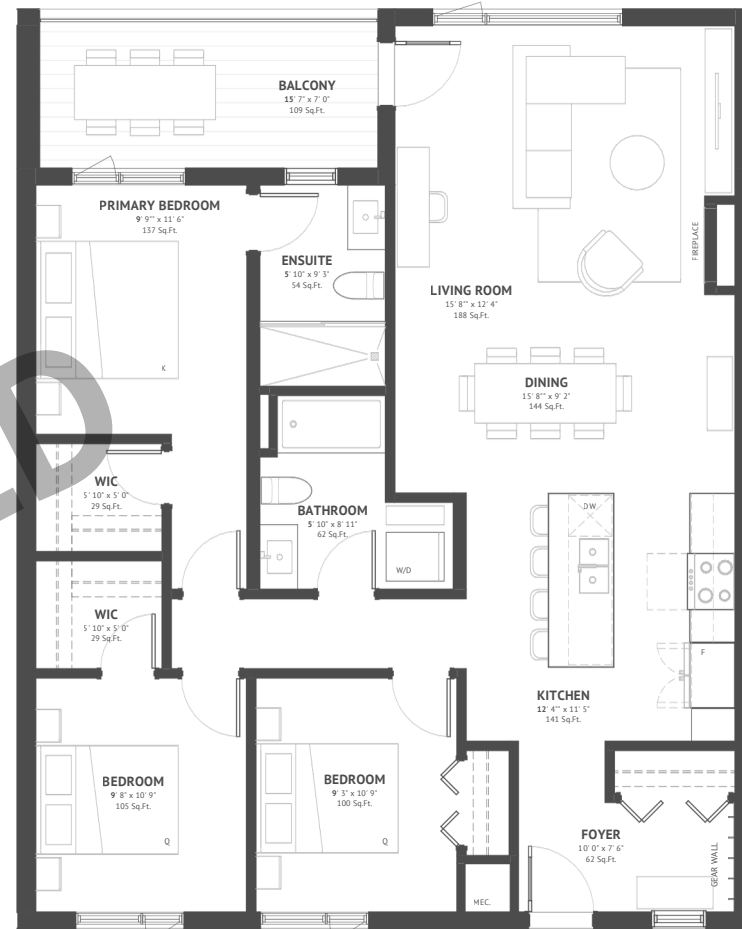 BALCONY
15' 7" x 7' 0"
109 Sq.Ft.
PRIMARY BEDROOM
9' 9"" x 11' 6"
137 Sq.Ft.
K
ENSUITE
5' 10" x 9' 3"
54 Sq.Ft.
LIVING ROOM
15' 8"" x 12' 4"
188 Sq.Ft.
FIREPLACE
DINING
15' 8"" x 9' 2"
144 Sq.Ft.
WIC
5' 10" x 5' 0"
29 Sq.Ft.
BATHROOM
5' 10" x 8' 11"
62 Sq.Ft.
W/D
DW
WIC
5' 10" x 5' 0"
29 Sq.Ft.
F
KITCHEN
12' 4"" x 11' 5"
141 Sq.Ft.
BEDROOM
9' 8" x 10' 9"
105 Sq.Ft.
Q
BEDROOM
9' 3" x 10' 9"
100 Sq.Ft.
Q
FOYER
10' 0" x 7' 6"
62 Sq.Ft.
GEAR WALL
MEC.
LD